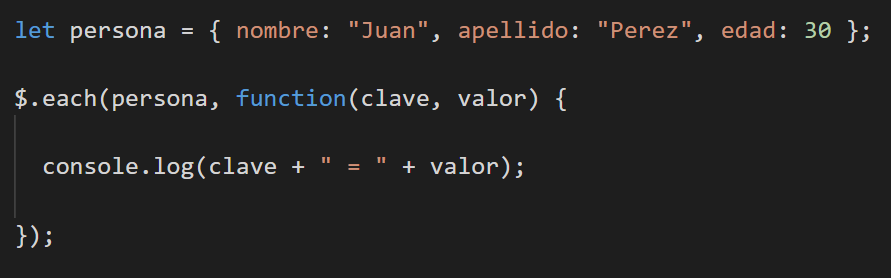 let persona = { nombre: "Juan", apellido: "Perez", edad: 30 };
$.each(persona, function(clave, valor) {
console.log(clave + " = " + valor);
});